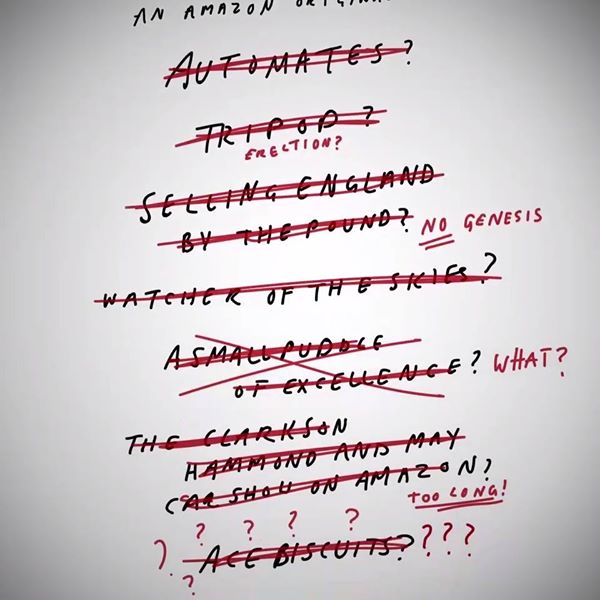 AN AMAZON ORIGINA
AUTOMATES?
TRIPOD?
ERECTION?
SELLING ENGLAND
BY THE POUND? NO GENESIS
WATCHER OF THE SKIES?
A SMALL PUDDLE
OF EXCELLENCE? WHAT?
THE CLARKSON
HAMMOND AND MAY
CAR SHOW ON AMAZON?
TOO LONG!
? ? ? ?
? ACE BISCUITS? ???
?